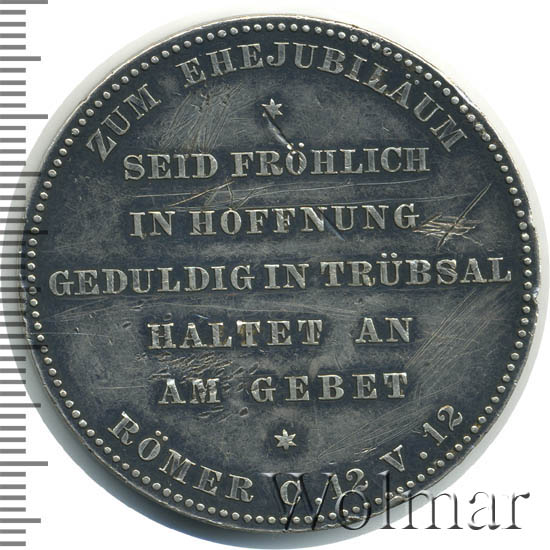 ZUM EHEJUBILÄUM
SEID FRÖHLICH
IN HOFFNUNG
GEDULDIG IN TRÜBSAL
HALTET AN
AM GEBET
RÖMER C. 12 V. 12
Wolmar